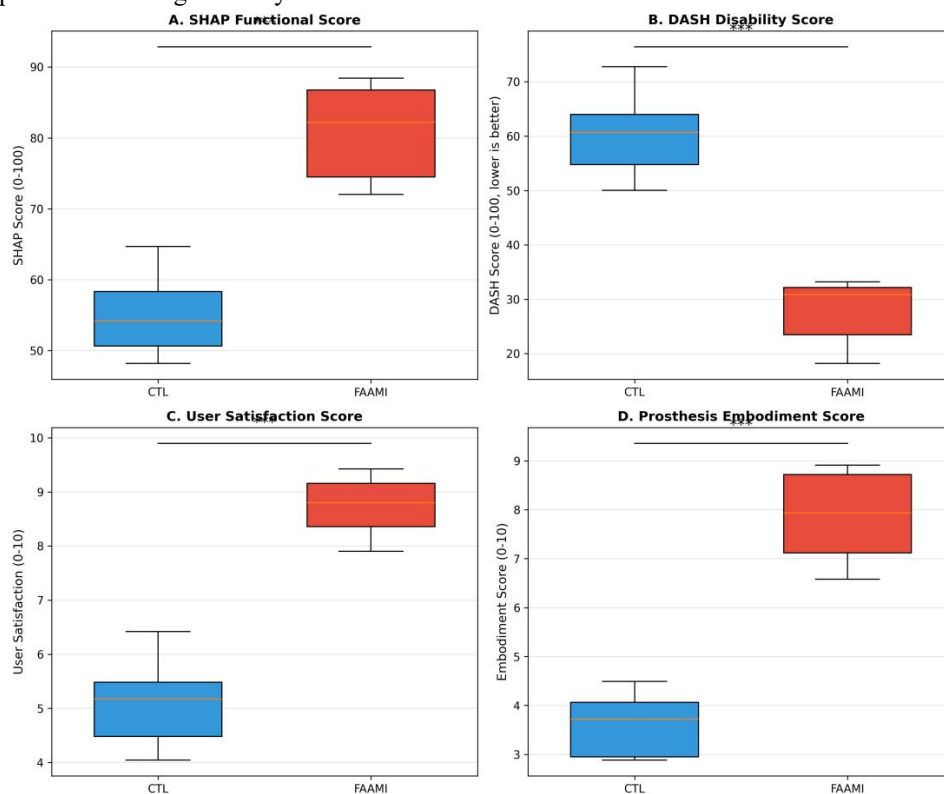 A. SHAP Functional Score
***
SHAP Score (0-100)
90
80
70
60
50
CTL
FAAMI
B. DASH Disability Score
***
DASH Score (0-100, lower is better)
70
60
50
40
30
20
CTL
FAAMI
C. User Satisfaction Score
***
User Satisfaction (0-10)
10
9
8
7
6
5
4
CTL
FAAMI
D. Prosthesis Embodiment Score
***
Embodiment Score (0-10)
9
8
7
6
5
4
3
CTL
FAAMI